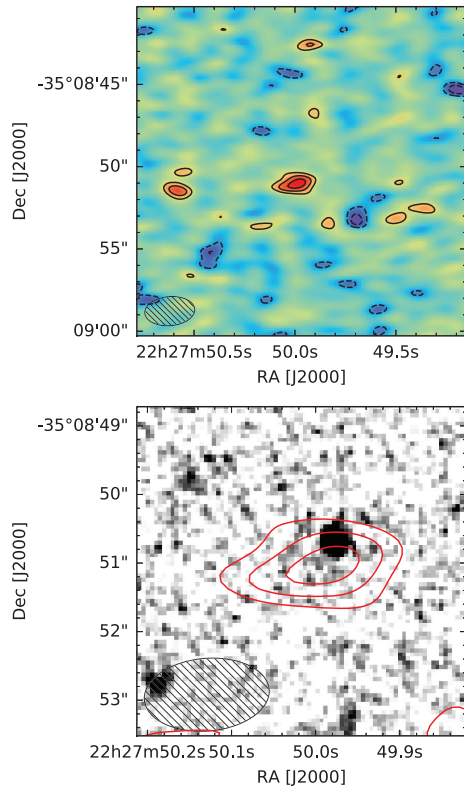 -35°08'45"
50"
55"
09'00"
Dec [J2000]
22h27m50.5s 50.0s 49.5s
RA [J2000]
-35°08'49"
50"
51"
52"
53"
Dec [J2000]
22h27m50.2s 50.1s 50.0s 49.9s
RA [J2000]